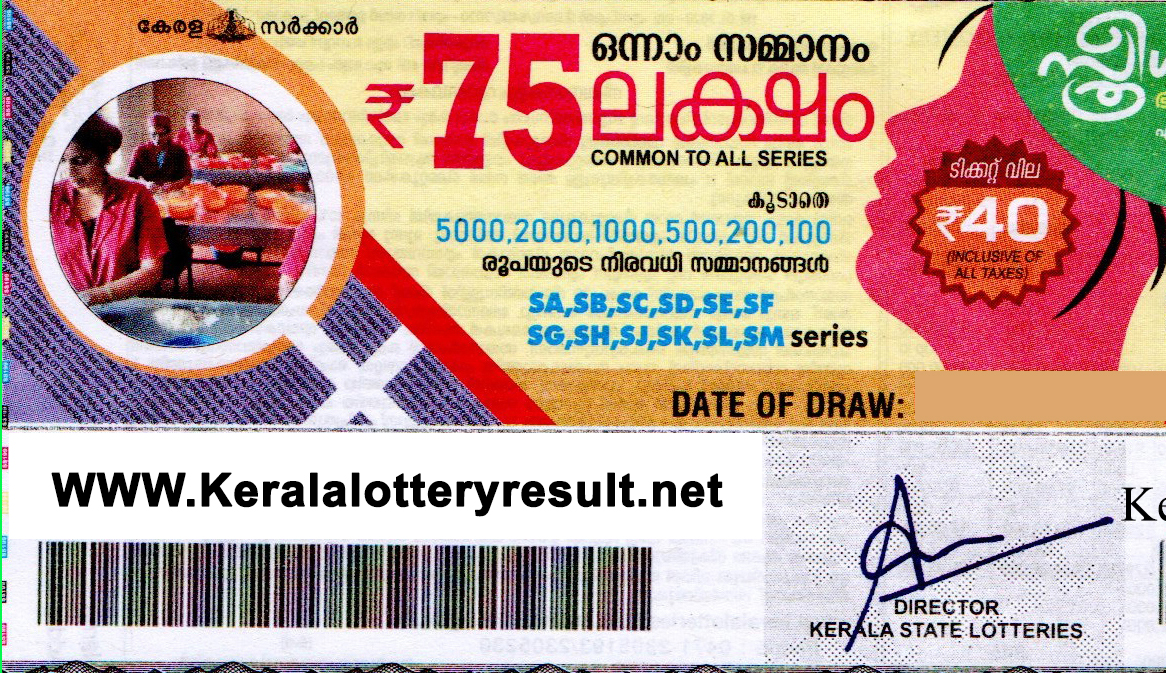 കേരള സർക്കാർ
ഒന്നാം സമ്മാനം
₹75 ലക്ഷം
COMMON TO ALL SERIES
കൂടാതെ
5000,2000,1000,500,200,100
രൂപയുടെ നിരവധി സമ്മാനങ്ങൾ
SA,SB,SC,SD,SE,SF
SG,SH,SJ,SK,SL,SM series
സ്ത്രീ
ടിക്കറ്റ് വില
₹40
(INCLUSIVE OF
ALL TAXES)
DATE OF DRAW:
WWW.Keralalotteryresult.net
Ke
DIRECTOR
KERALA STATE LOTTERIES